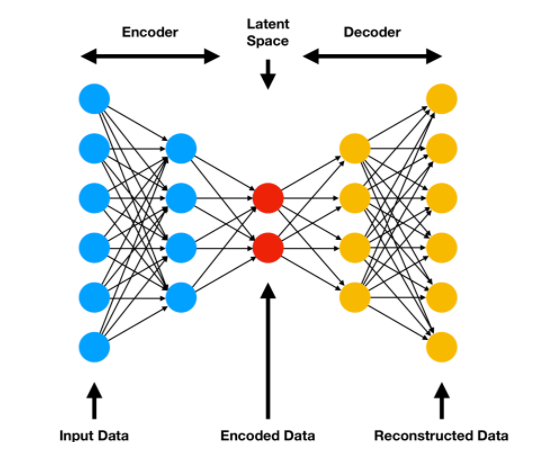 Encoder
Latent
Space
Decoder
Input Data
Encoded Data
Reconstructed Data